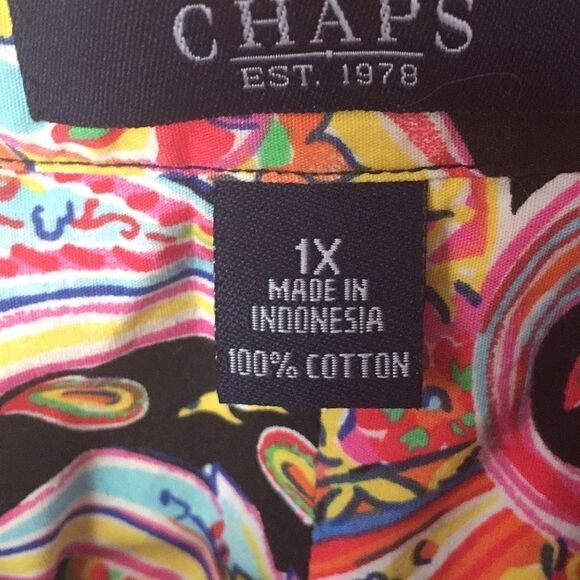 CHAPS
EST. 1978
1X
MADE IN
INDONESIA
100% COTTON